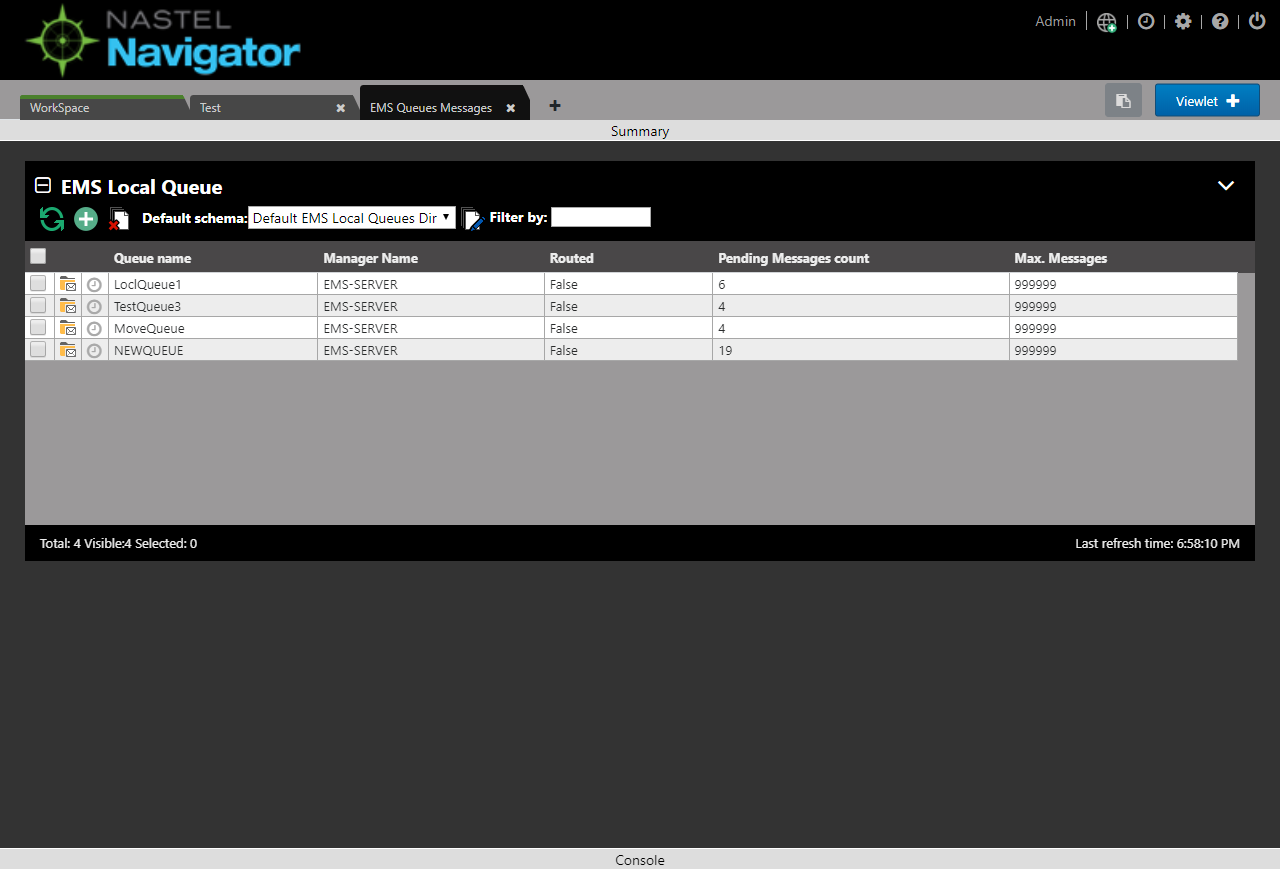 NASTEL
Navigator
Admin
WorkSpace
Test
EMS Queues Messages
Viewlet
Summary
EMS Local Queue
Default schema: Default EMS Local Queues Dir Filter by:
Queue name Manager Name Routed Pending Messages count Max. Messages
LoclQueue1 EMS-SERVER False 6 999999
TestQueue3 EMS-SERVER False 4 999999
MoveQueue EMS-SERVER False 4 999999
NEWQUEUE EMS-SERVER False 19 999999
Total: 4 Visible:4 Selected: 0 Last refresh time: 6:58:10 PM
Console